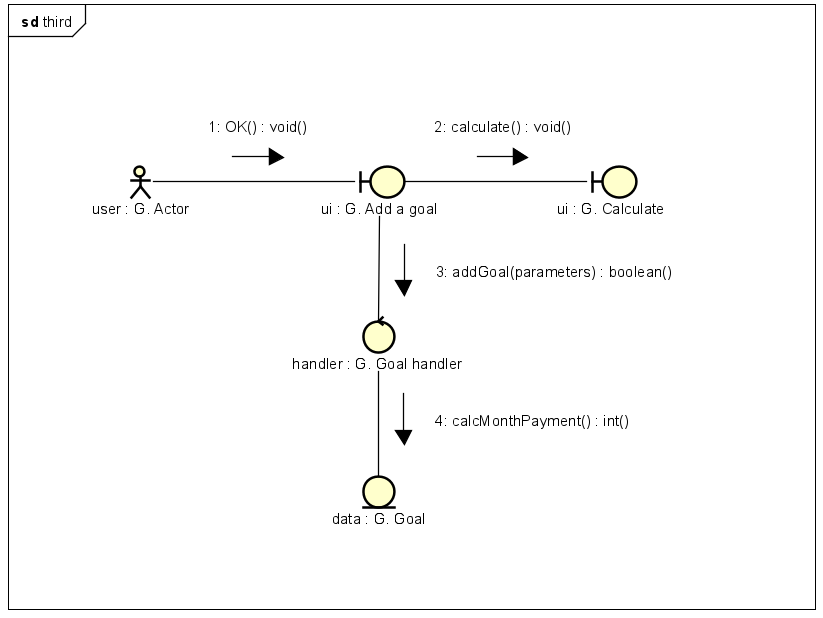 sd third
1: OK() : void()
2: calculate() : void()
user : G. Actor
ui : G. Add a goal
ui : G. Calculate
3: addGoal(parameters) : boolean()
handler : G. Goal handler
4: calcMonthPayment() : int()
data : G. Goal